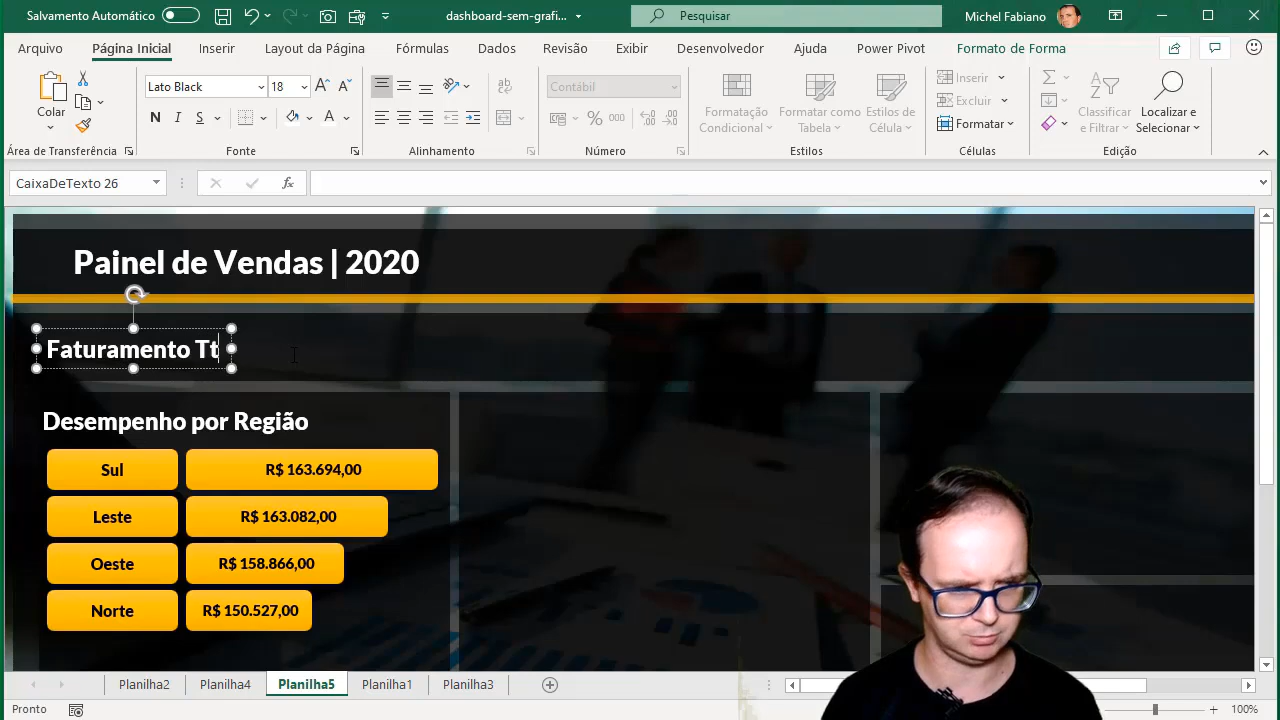 Salvamento Automático
dashboard-sem-grafi...
Pesquisar
Michel Fabiano
Arquivo
Página Inicial
Inserir
Layout da Página
Fórmulas
Dados
Revisão
Exibir
Desenvolvedor
Ajuda
Power Pivot
Formato de Forma
Colar
Área de Transferência
Lato Black
18
N I S
A
Fonte
ab
Alinhamento
Contábil
% 000
Número
Formatação Condicional
Formatar como Tabela
Estilos de Célula
Estilos
Inserir
Excluir
Formatar
Células
Classificar e Filtrar
Localizar e Selecionar
Edição
CaixaDeTexto 26
fx
Painel de Vendas | 2020
Faturamento Tt
Desempenho por Região
Sul R$ 163.694,00
Leste R$ 163.082,00
Oeste R$ 158.866,00
Norte R$ 150.527,00
Planilha2
Planilha4
Planilha5
Planilha1
Planilha3
Pronto
100%